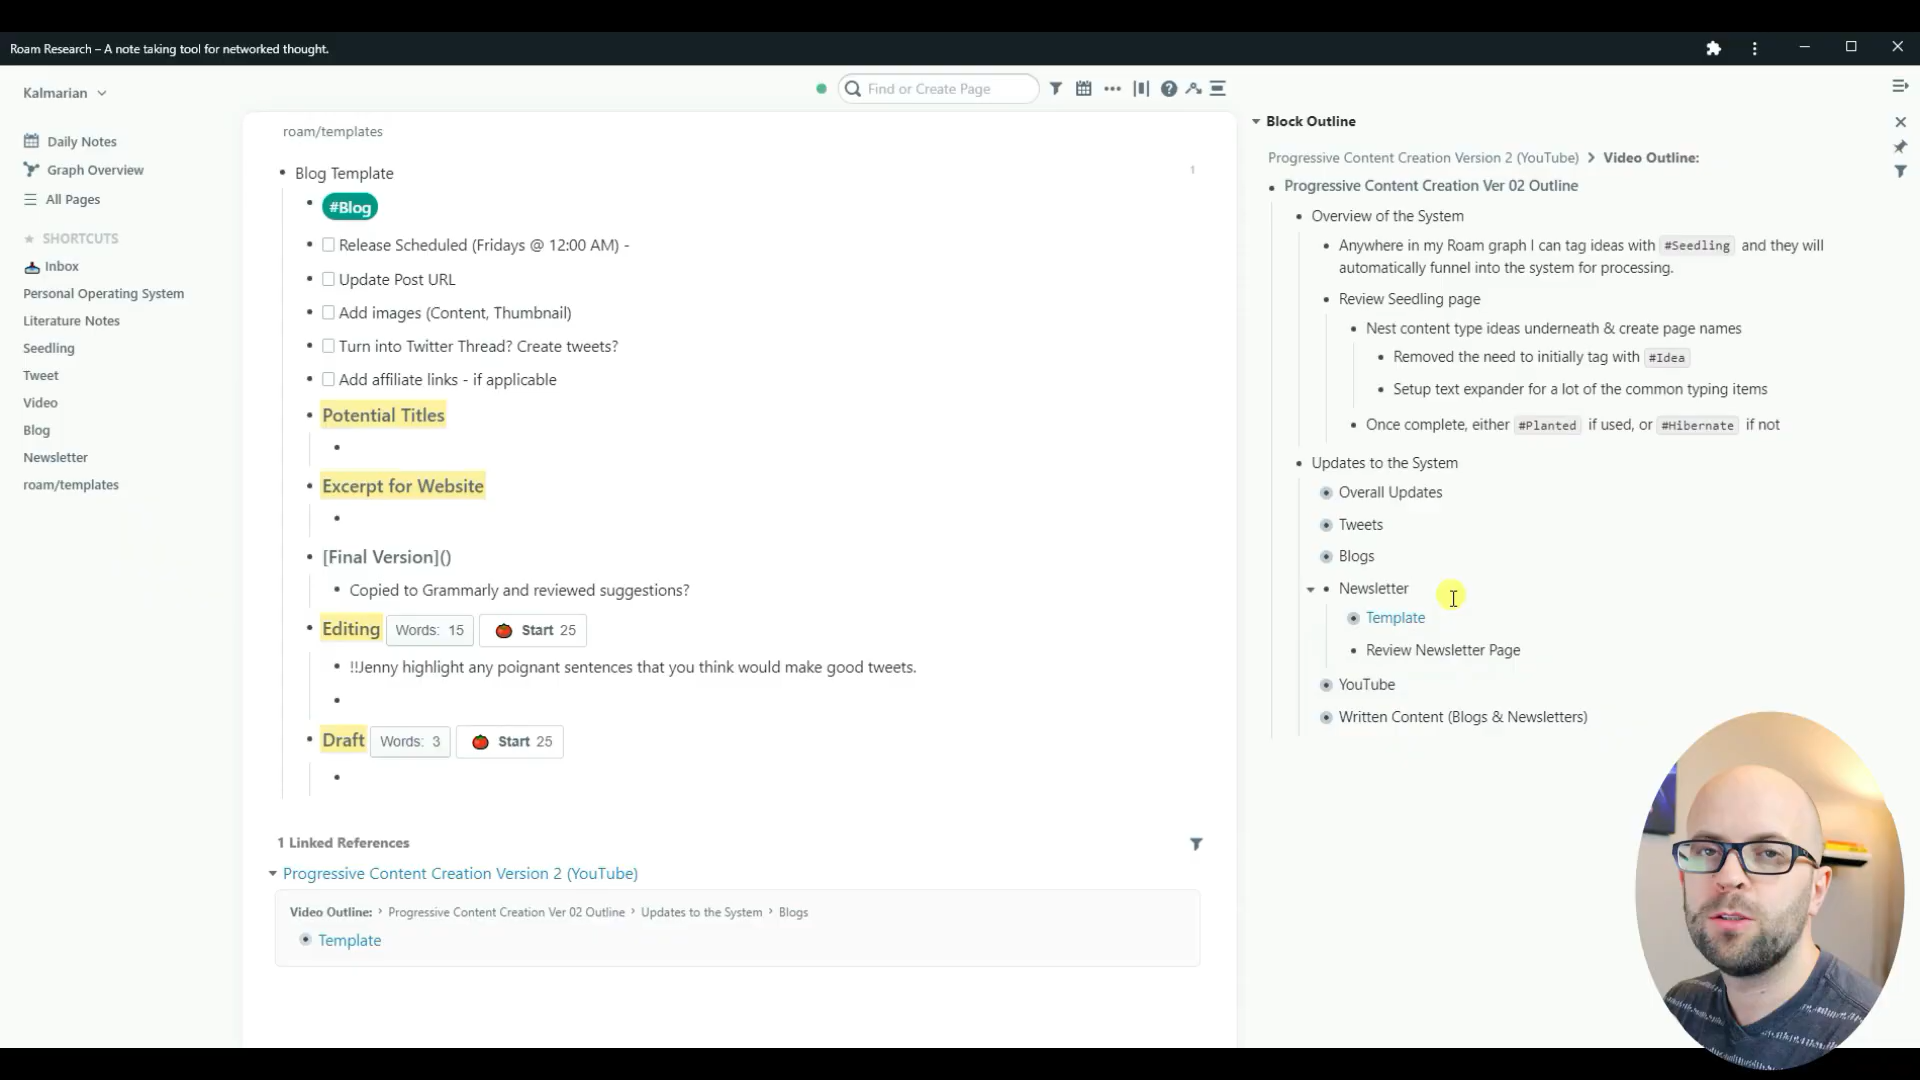 Roam Research – A note taking tool for networked thought.
Kalmarian
Find or Create Page
Daily Notes
Graph Overview
All Pages
SHORTCUTS
Inbox
Personal Operating System
Literature Notes
Seedling
Tweet
Video
Blog
Newsletter
roam/templates
roam/templates
Blog Template
1
#Blog
Release Scheduled (Fridays @ 12:00 AM) -
Update Post URL
Add images (Content, Thumbnail)
Turn into Twitter Thread? Create tweets?
Add affiliate links - if applicable
Potential Titles
Excerpt for Website
[Final Version]()
Copied to Grammarly and reviewed suggestions?
Editing Words: 15 Start 25
!!Jenny highlight any poignant sentences that you think would make good tweets.
Draft Words: 3 Start 25
1 Linked References
Progressive Content Creation Version 2 (YouTube)
Video Outline: › Progressive Content Creation Ver 02 Outline › Updates to the System › Blogs
Template
Block Outline
Progressive Content Creation Version 2 (YouTube) > Video Outline:
Progressive Content Creation Ver 02 Outline
Overview of the System
Anywhere in my Roam graph I can tag ideas with #Seedling and they will
automatically funnel into the system for processing.
Review Seedling page
Nest content type ideas underneath & create page names
Removed the need to initially tag with #Idea
Setup text expander for a lot of the common typing items
Once complete, either #Planted if used, or #Hibernate if not
Updates to the System
Overall Updates
Tweets
Blogs
Newsletter
Template
Review Newsletter Page
YouTube
Written Content (Blogs & Newsletters)